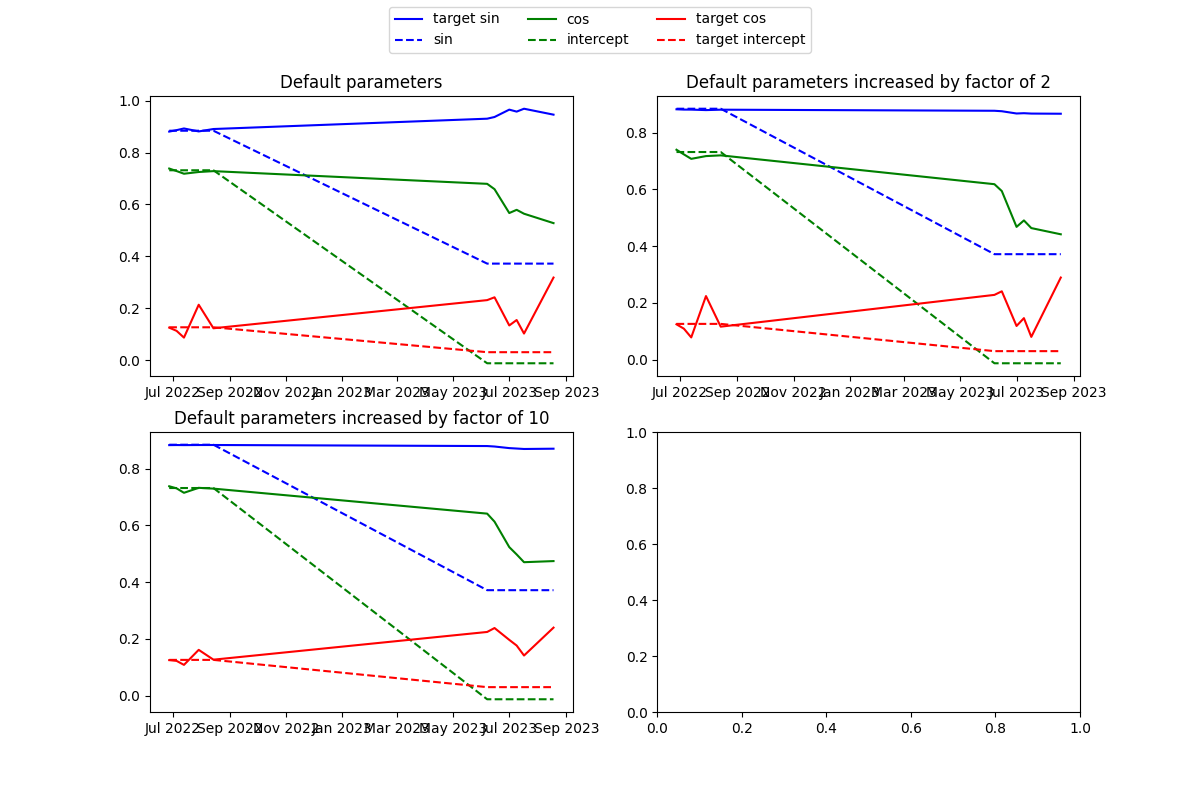 target sin cos target cos
sin intercept target intercept
Default parameters
Default parameters increased by factor of 2
1.0
0.8
0.6
0.4
0.2
0.0
0.8
0.6
0.4
0.2
0.0
Jul 2022 Sep 2022 Nov 2022 Jan 2023 Mar 2023 May 2023 Jul 2023 Sep 2023
Jul 2022 Sep 2022 Nov 2022 Jan 2023 Mar 2023 May 2023 Jul 2023 Sep 2023
Default parameters increased by factor of 10
0.8
0.6
0.4
0.2
0.0
1.0
0.8
0.6
0.4
0.2
0.0
Jul 2022 Sep 2022 Nov 2022 Jan 2023 Mar 2023 May 2023 Jul 2023 Sep 2023
0.0 0.2 0.4 0.6 0.8 1.0